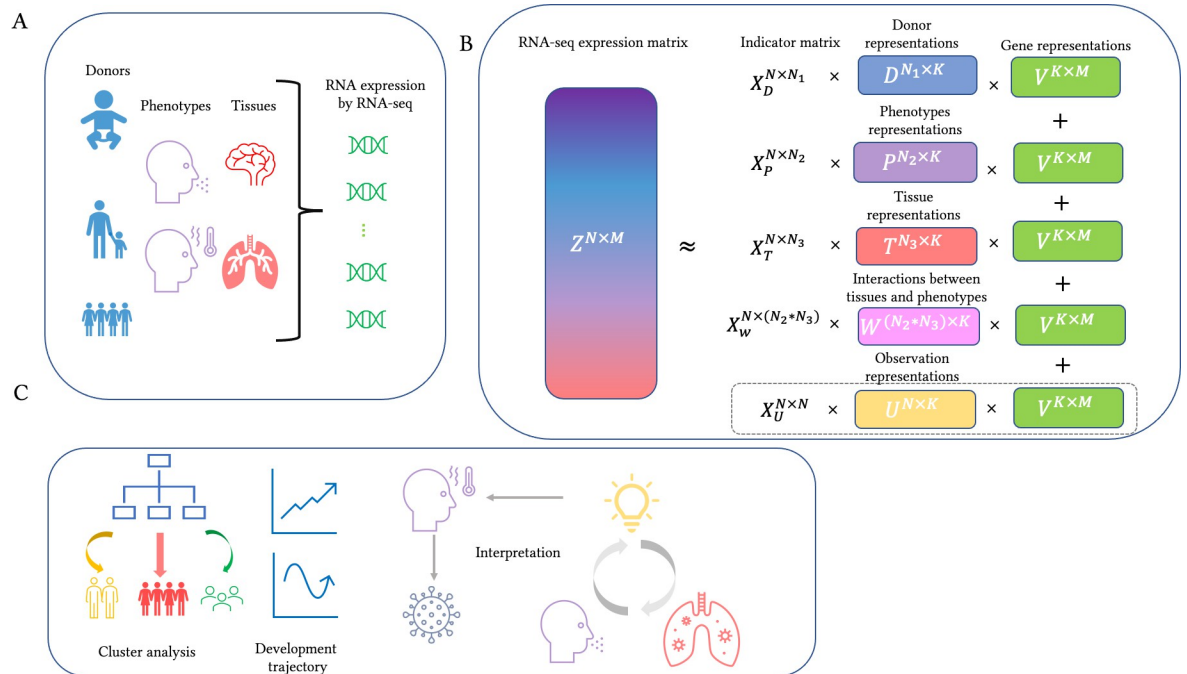 A
Donors
Phenotypes
Tissues
RNA expression
by RNA-seq
⋮
B
RNA-seq expression matrix
Z^{N×M}
≈
Indicator matrix
Donor
representations
Gene representations
X_D^{N×N_1} × D^{N_1×K} × V^{K×M}
+
Phenotypes
representations
X_P^{N×N_2} × P^{N_2×K} × V^{K×M}
+
Tissue
representations
X_T^{N×N_3} × T^{N_3×K} × V^{K×M}
+
Interactions between
tissues and phenotypes
X_W^{N×(N_2*N_3)} × W^{(N_2*N_3)×K} × V^{K×M}
+
Observation
representations
X_U^{N×N} × U^{N×K} × V^{K×M}
C
Cluster analysis
Development
trajectory
Interpretation